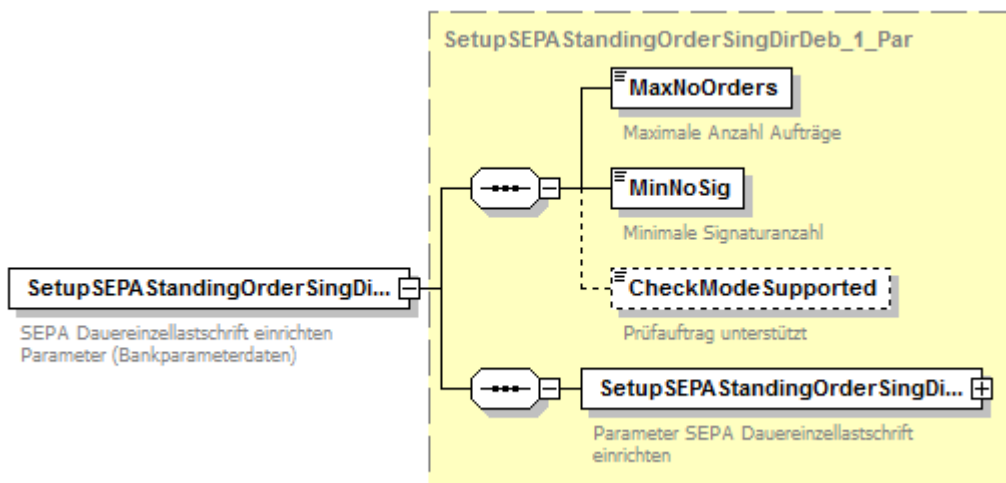 SetupSEPAStandingOrderSingDirDeb_1_Par
MaxNoOrders
Maximale Anzahl Aufträge
MinNoSig
Minimale Signaturanzahl
SetupSEPAStandingOrderSingDi...
SEPA Dauereinzellastschrift einrichten
Parameter (Bankparameterdaten)
CheckModeSupported
Prüfauftrag unterstützt
SetupSEPAStandingOrderSingDi...
Parameter SEPA Dauereinzellastschrift
einrichten